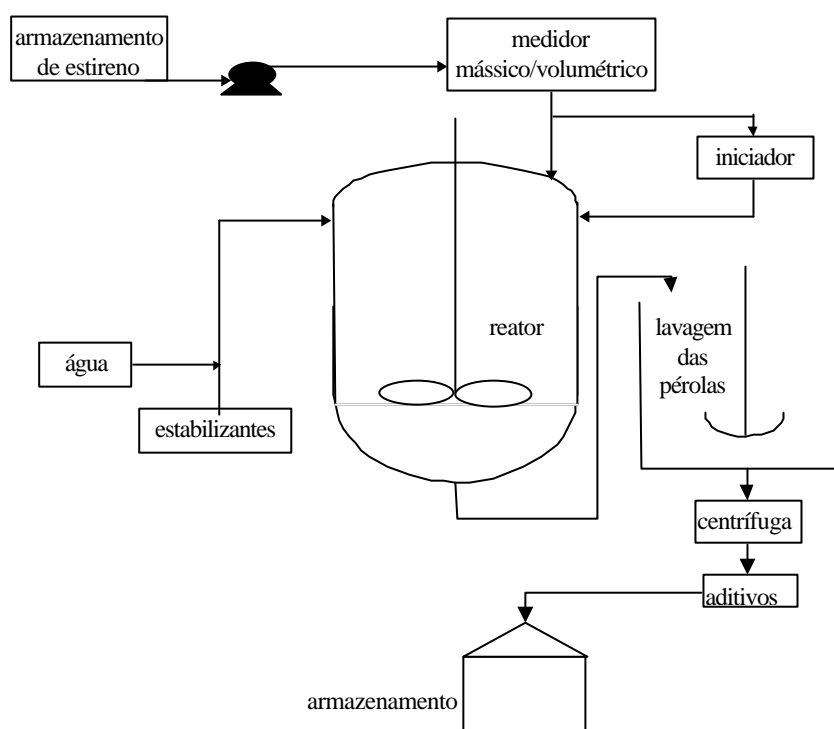 armazenamento
de estireno
medidor
mássico/volumétrico
iniciador
reator
lavagem
das
pérolas
água
estabilizantes
centrífuga
aditivos
armazenamento